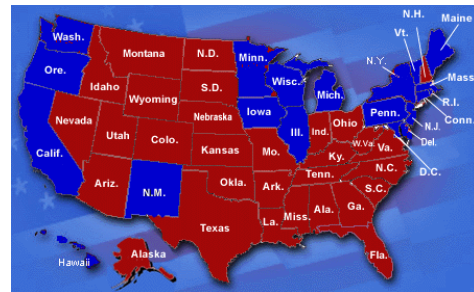 N.H.
Maine
Vt.
Wash.
Montana
N.D.
Minn.
N.Y.
Mass
Ore.
Idaho
S.D.
Wisc.
Mich.
R.I.
Wyoming
Conn.
Nebraska
Iowa
Penn.
N.J.
Nevada
Ill.
Ind.
Ohio
Del.
Utah
Colo.
Kansas
Mo.
W.Va.
Va.
D.C.
Calif.
Ky.
Ariz.
N.M.
Okla.
Ark.
Tenn.
N.C.
S.C.
Texas
La.
Miss.
Ala.
Ga.
Alaska
Hawaii
Fla.